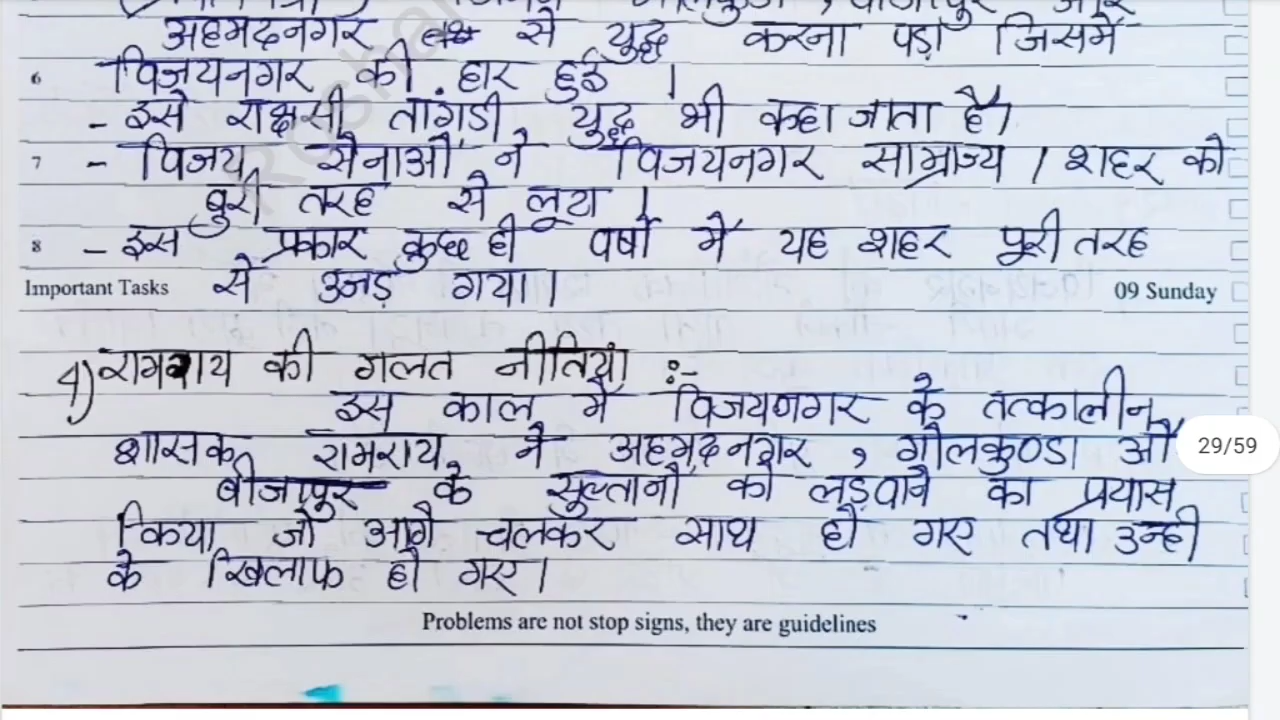 अहमदनगर से युद्ध करना पड़ा जिसमें
6 विजयनगर की हार हुई ।
- इसे राक्षसी तांगडी युद्ध भी कहा जाता है।
7 - विजय सेनाओं ने विजयनगर साम्राज्य / शहर को
बुरी तरह से लूटा ।
8 - इस प्रकार कुछ ही वर्षों में यह शहर पूरी तरह
Important Tasks से उजड़ गया। 09 Sunday
4) रामराय की गलत नीतियां :-
इस काल में विजयनगर के तत्कालीन
शासक रामराय ने अहमदनगर , गोलकुण्डा औ
29/59
बीजापुर के सुल्तानों को लड़वाने का प्रयास
किया जो आगे चलकर साथ हो गए तथा उन्ही
के खिलाफ हो गए।
Problems are not stop signs, they are guidelines